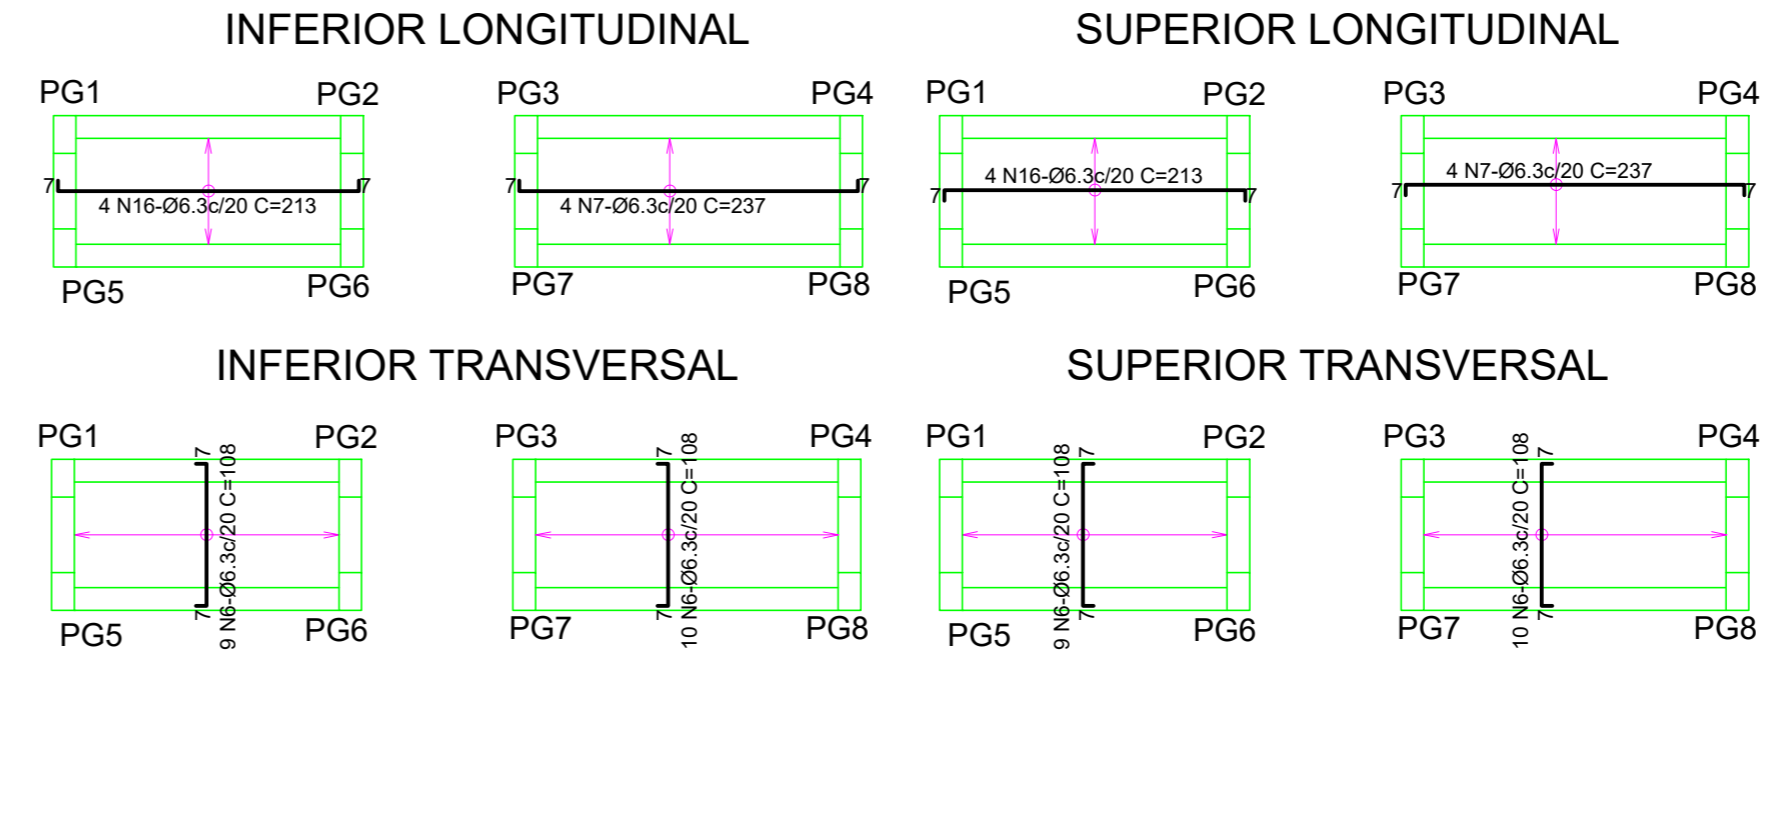 INFERIOR LONGITUDINAL
SUPERIOR LONGITUDINAL
PG1
PG2
PG3
PG4
PG1
PG2
PG3
PG4
7
7
4 N16-Ø6.3c/20 C=213
7
7
4 N7-Ø6.3c/20 C=237
4 N16-Ø6.3c/20 C=213
7
7
4 N7-Ø6.3c/20 C=237
7
7
PG5
PG6
PG7
PG8
PG5
PG6
PG7
PG8
INFERIOR TRANSVERSAL
SUPERIOR TRANSVERSAL
PG1
PG2
PG3
PG4
PG1
PG2
PG3
PG4
7
9 N6-Ø6.3c/20 C=108
7
7
10 N6-Ø6.3c/20 C=108
7
9 N6-Ø6.3c/20 C=108
7
7
10 N6-Ø6.3c/20 C=108
7
7
PG5
PG6
PG7
PG8
PG5
PG6
PG7
PG8